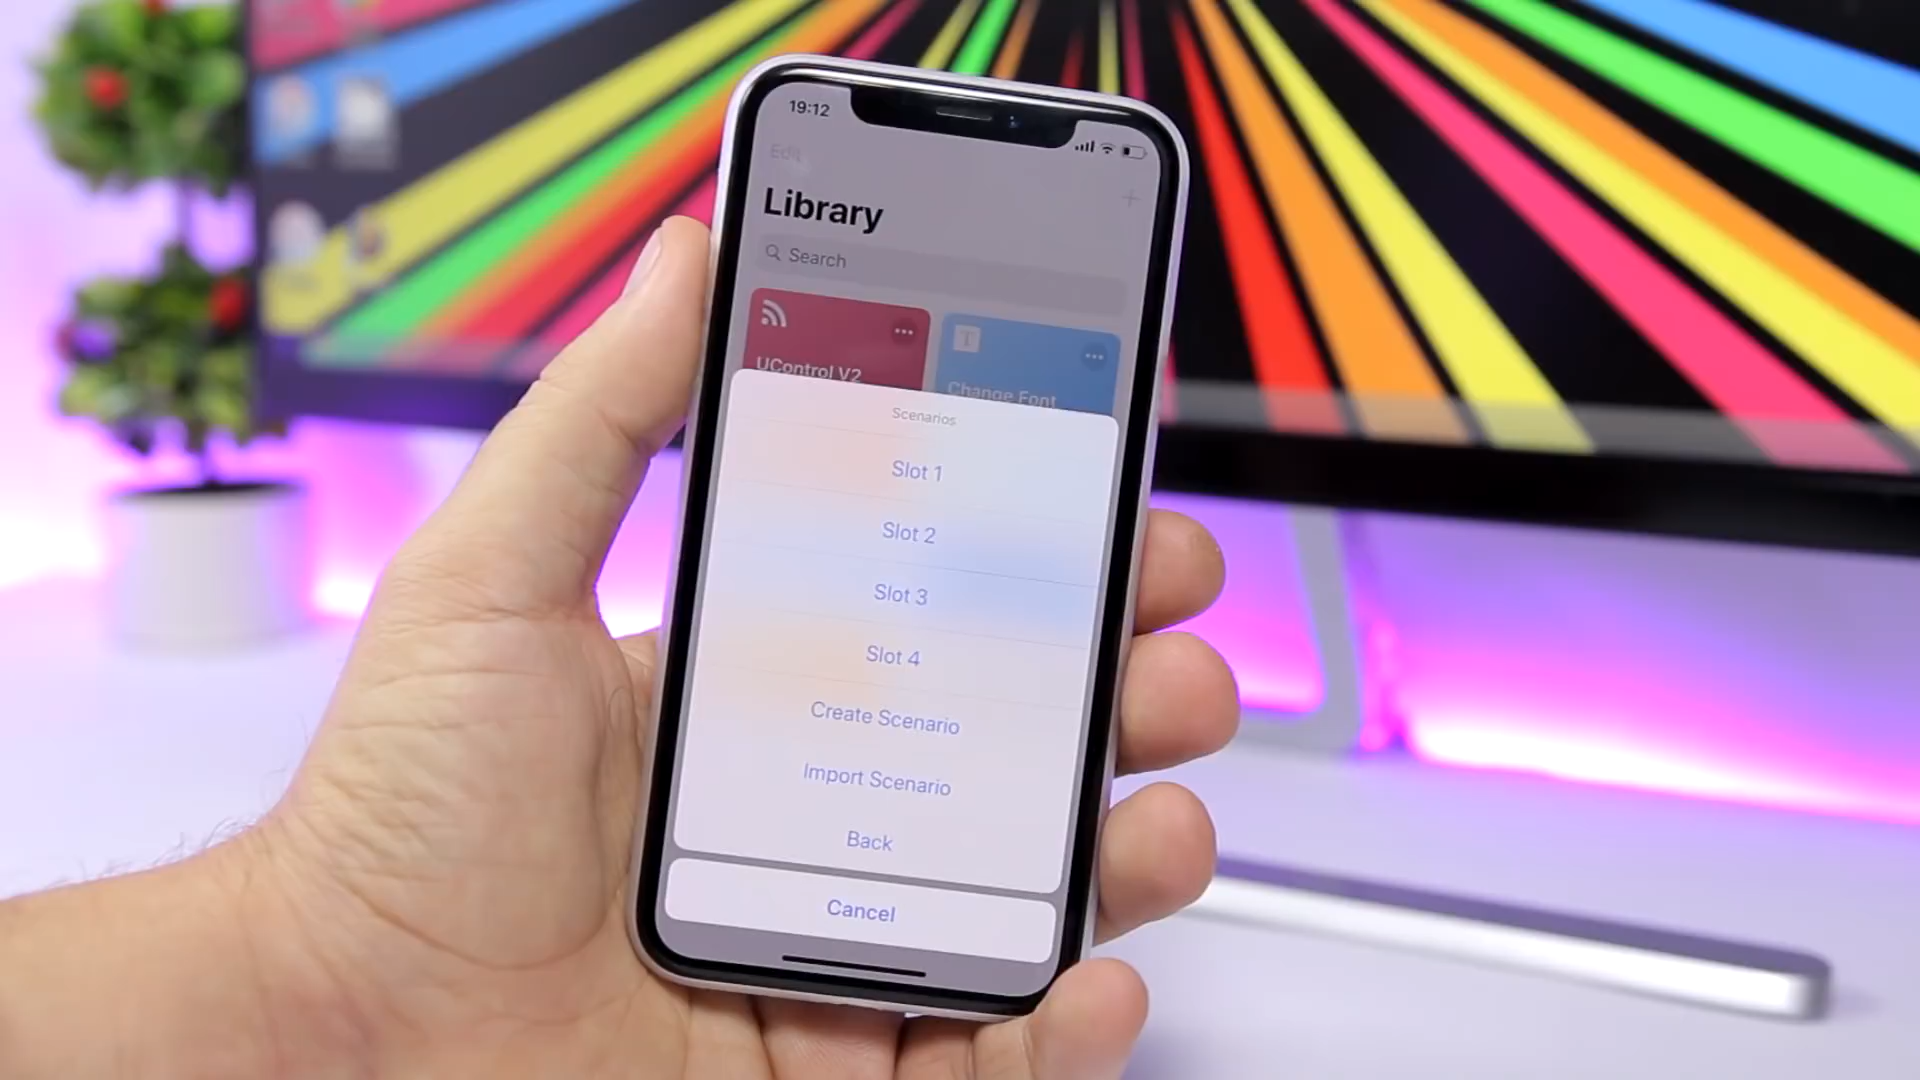 19:12
Edit
Library
Search
UControl V2
T
Change Font
Scenarios
Slot 1
Slot 2
Slot 3
Slot 4
Create Scenario
Import Scenario
Back
Cancel